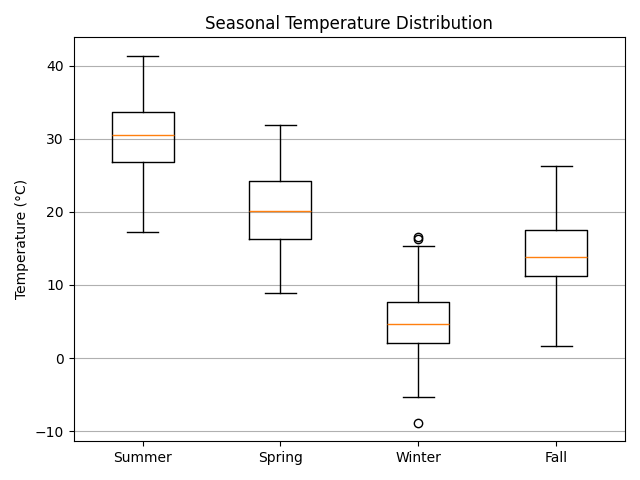 Seasonal Temperature Distribution
Temperature (°C)
40
30
20
10
0
−10
Summer Spring Winter Fall